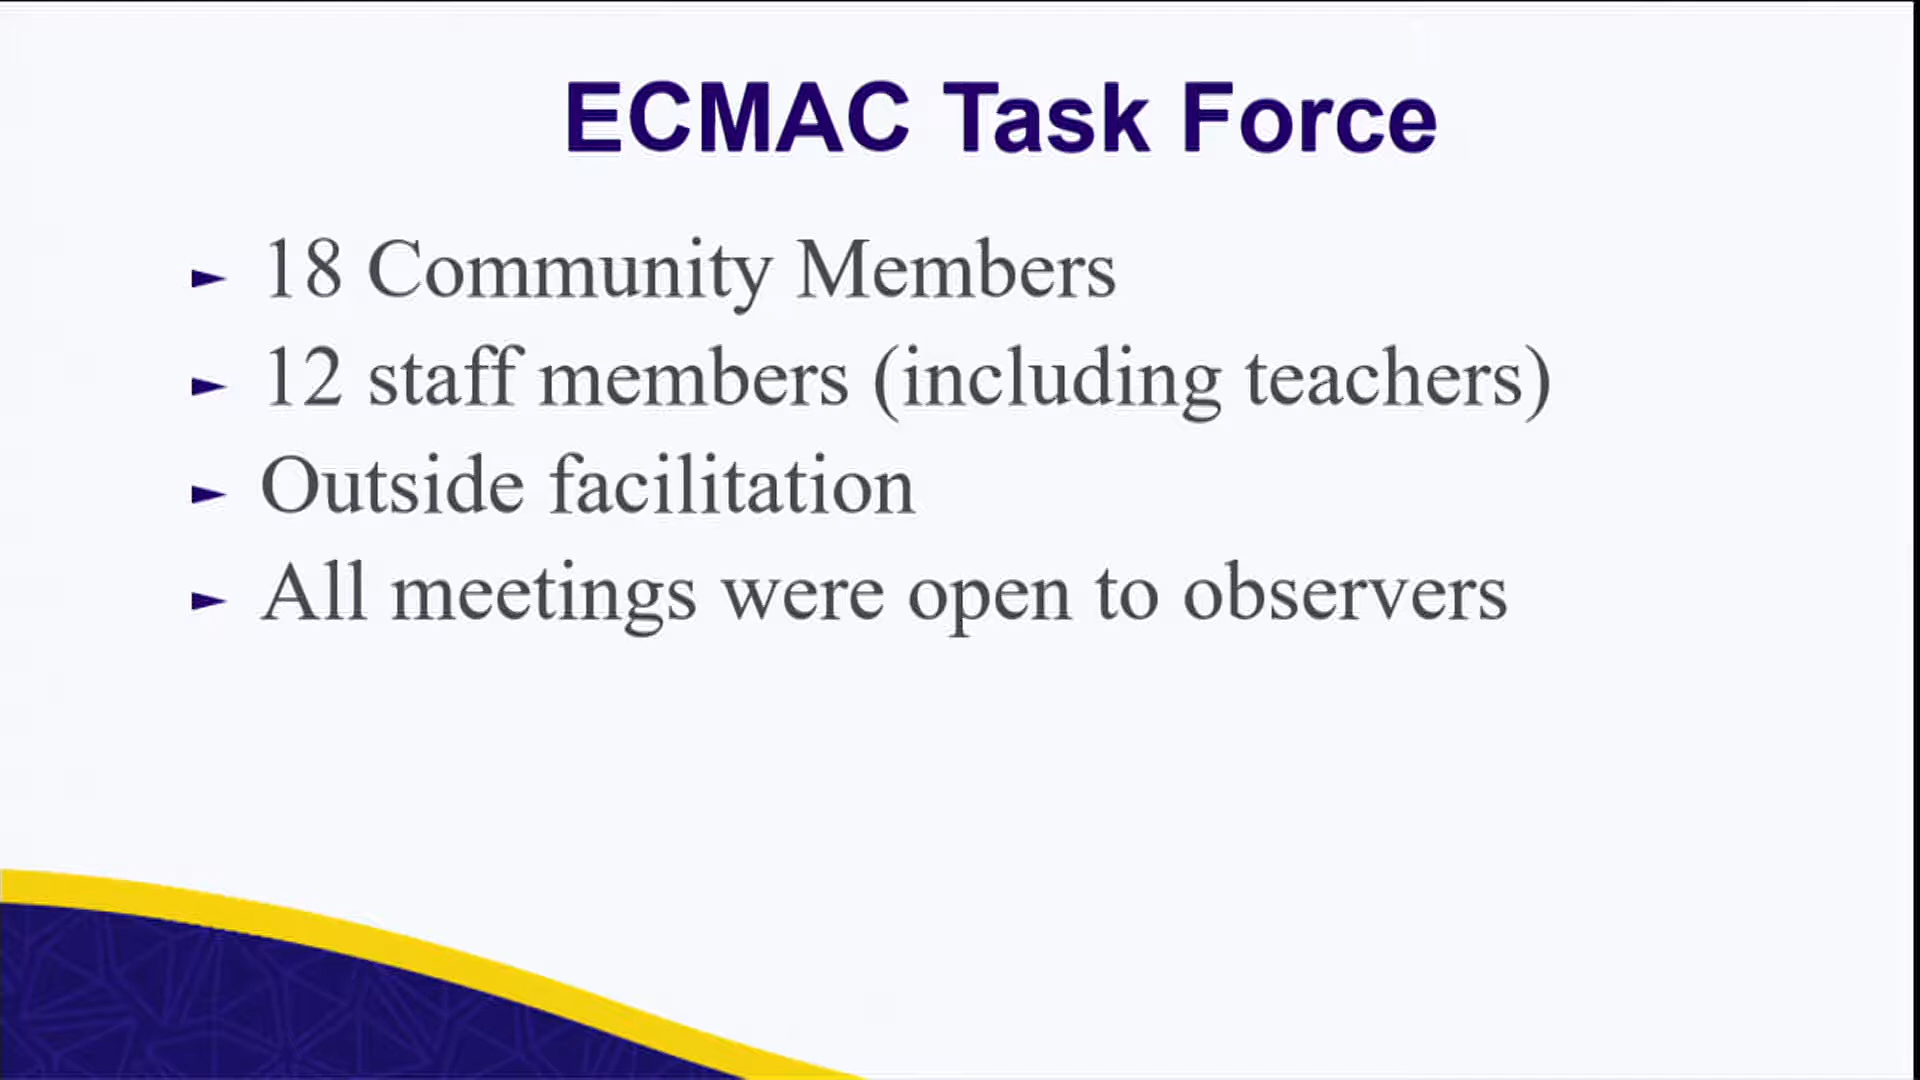 ECMAC Task Force
► 18 Community Members
► 12 staff members (including teachers)
► Outside facilitation
► All meetings were open to observers